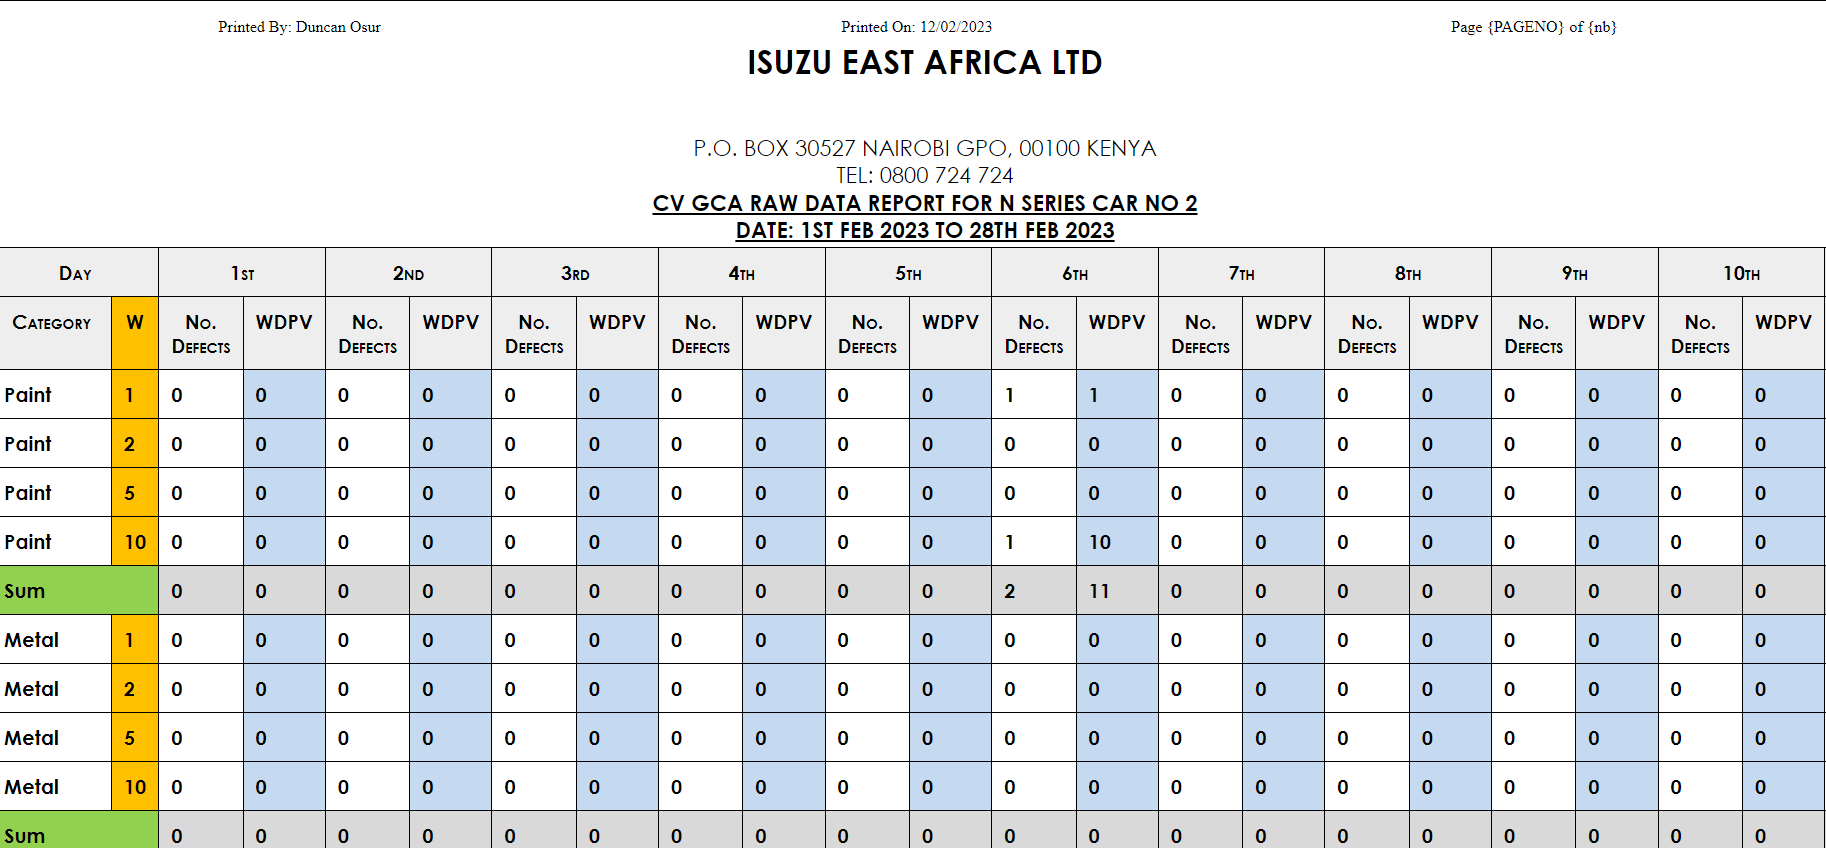 Printed By: Duncan Osur Printed On: 12/02/2023 Page {PAGENO} of {nb}
ISUZU EAST AFRICA LTD
P.O. BOX 30527 NAIROBI GPO, 00100 KENYA
TEL: 0800 724 724
CV GCA RAW DATA REPORT FOR N SERIES CAR NO 2
DATE: 1ST FEB 2023 TO 28TH FEB 2023
DAY 1ST 2ND 3RD 4TH 5TH 6TH 7TH 8TH 9TH 10TH
CATEGORY W NO. DEFECTS WDPV NO. DEFECTS WDPV NO. DEFECTS WDPV NO. DEFECTS WDPV NO. DEFECTS WDPV NO. DEFECTS WDPV NO. DEFECTS WDPV NO. DEFECTS WDPV NO. DEFECTS WDPV NO. DEFECTS WDPV
Paint 1 0 0 0 0 0 0 0 0 0 0 1 1 0 0 0 0 0 0 0 0
Paint 2 0 0 0 0 0 0 0 0 0 0 0 0 0 0 0 0 0 0 0 0
Paint 5 0 0 0 0 0 0 0 0 0 0 0 0 0 0 0 0 0 0 0 0
Paint 10 0 0 0 0 0 0 0 0 0 0 1 10 0 0 0 0 0 0 0 0
Sum 0 0 0 0 0 0 0 0 0 0 2 11 0 0 0 0 0 0 0 0
Metal 1 0 0 0 0 0 0 0 0 0 0 0 0 0 0 0 0 0 0 0 0
Metal 2 0 0 0 0 0 0 0 0 0 0 0 0 0 0 0 0 0 0 0 0
Metal 5 0 0 0 0 0 0 0 0 0 0 0 0 0 0 0 0 0 0 0 0
Metal 10 0 0 0 0 0 0 0 0 0 0 0 0 0 0 0 0 0 0 0 0
Sum 0 0 0 0 0 0 0 0 0 0 0 0 0 0 0 0 0 0 0 0